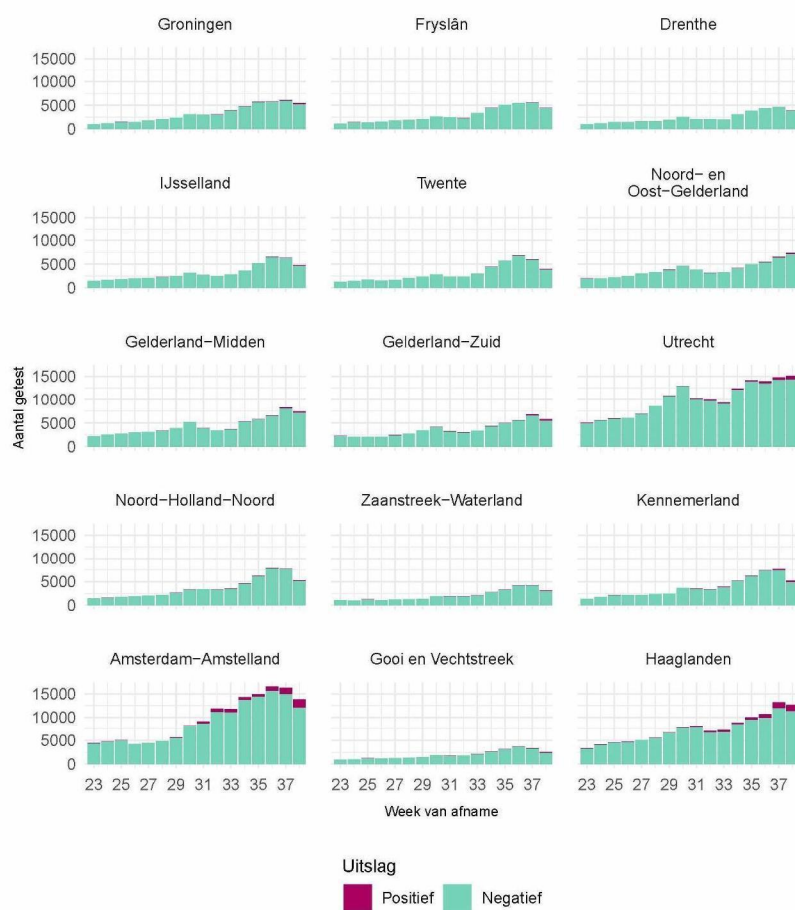 Groningen
Fryslân
Drenthe
15000
10000
5000
0
IJsselland
Twente
Noord- en
Oost-Gelderland
15000
10000
5000
0
Gelderland-Midden
Gelderland-Zuid
Utrecht
15000
10000
5000
0
Aantal getest
Noord-Holland-Noord
Zaanstreek-Waterland
Kennemerland
15000
10000
5000
0
Amsterdam-Amstelland
Gooi en Vechtstreek
Haaglanden
15000
10000
5000
0
23 25 27 29 31 33 35 37
23 25 27 29 31 33 35 37
23 25 27 29 31 33 35 37
Week van afname
Uitslag
Positief
Negatief